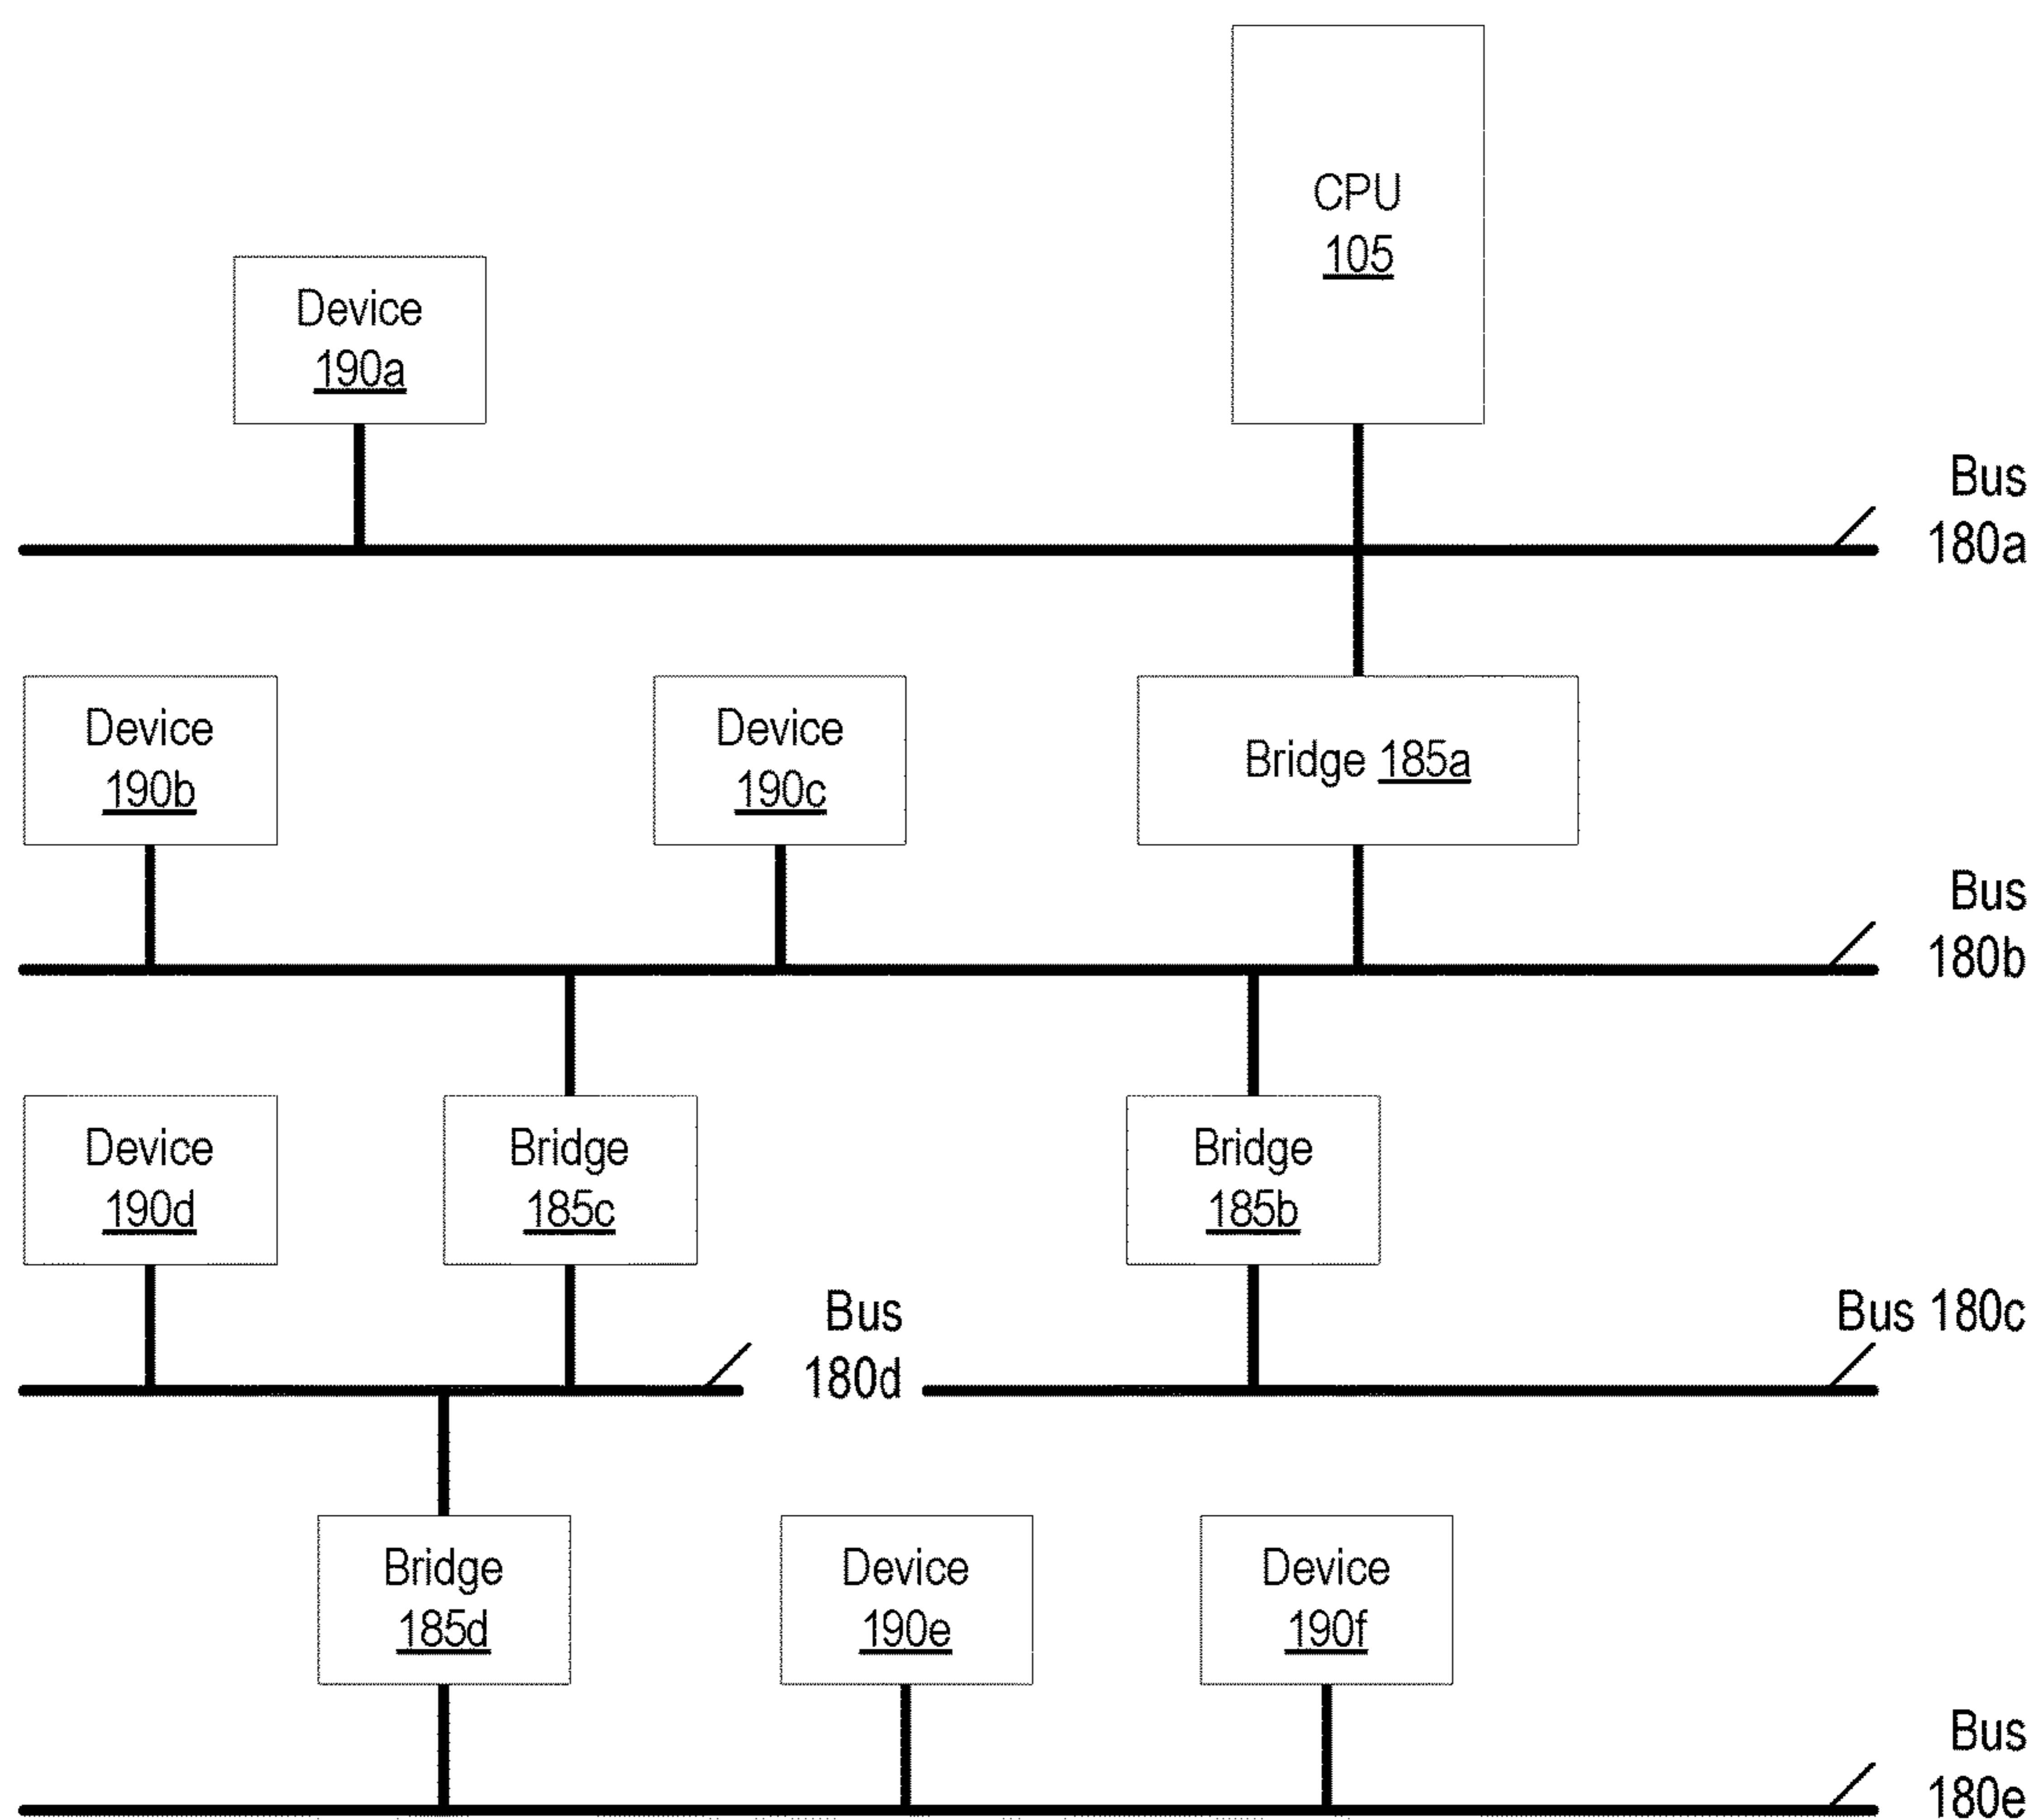 CPU
105
Device
190a
Bus
180a
Device
190b
Device
190c
Bridge 185a
Bus
180b
Device
190d
Bridge
185c
Bridge
185b
Bus
180d
Bus 180c
Bridge
185d
Device
190e
Device
190f
Bus
180e